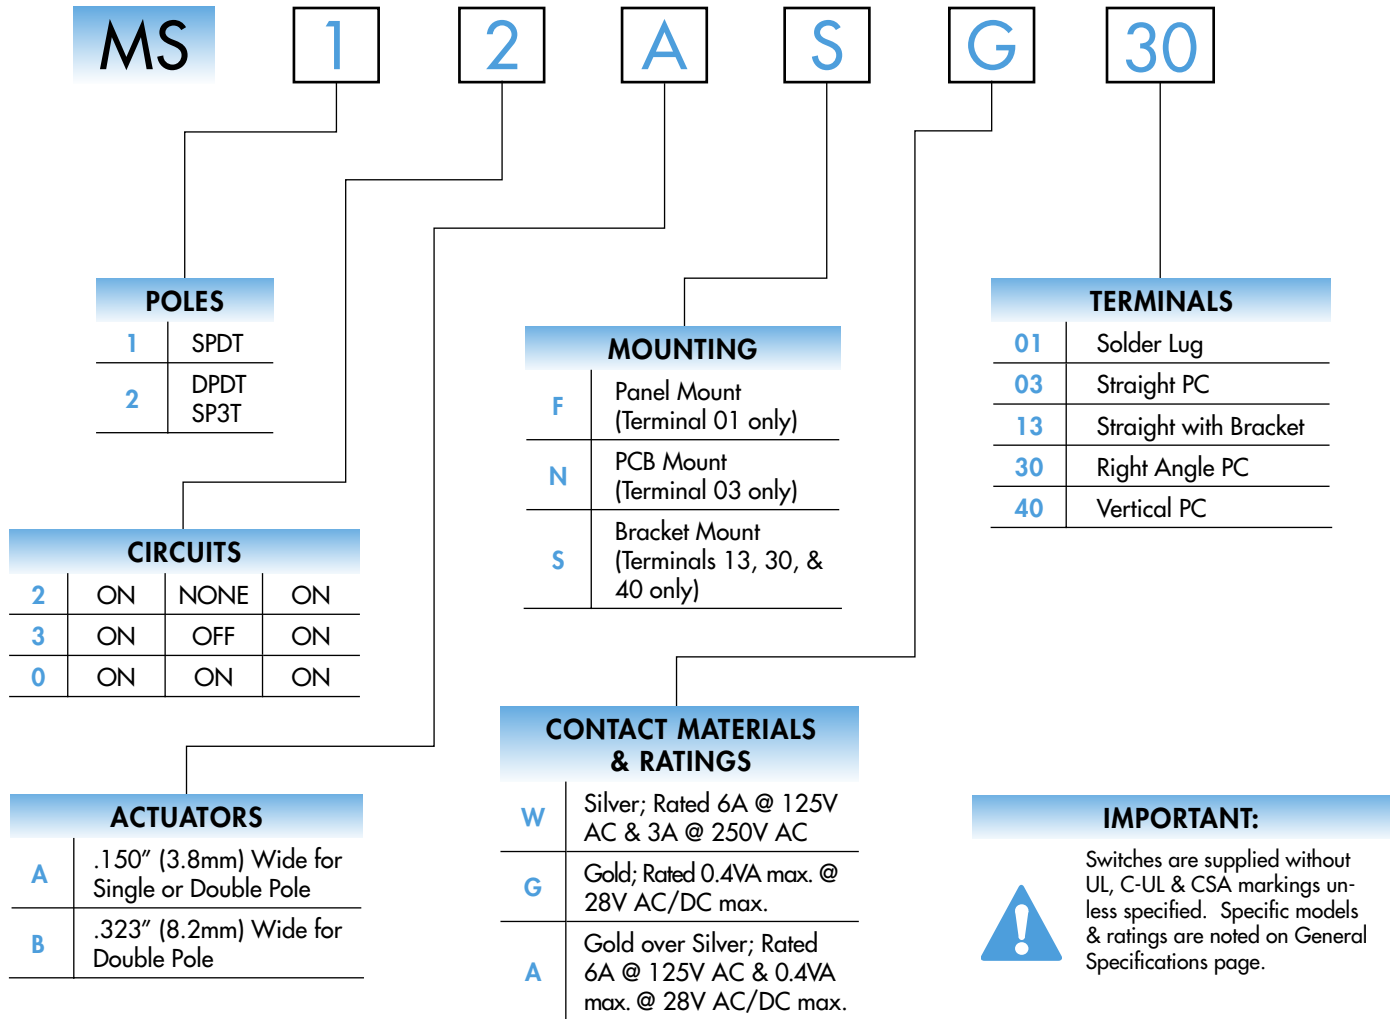 MS 1 2 A S G 30
POLES
1 SPDT
2 DPDT
SP3T
CIRCUITS
2 ON NONE ON
3 ON OFF ON
0 ON ON ON
ACTUATORS
A .150” (3.8mm) Wide for
Single or Double Pole
B .323” (8.2mm) Wide for
Double Pole
MOUNTING
F Panel Mount
(Terminal 01 only)
N PCB Mount
(Terminal 03 only)
S Bracket Mount
(Terminals 13, 30, &
40 only)
CONTACT MATERIALS
& RATINGS
W Silver; Rated 6A @ 125V
AC & 3A @ 250V AC
G Gold; Rated 0.4VA max. @
28V AC/DC max.
A Gold over Silver; Rated
6A @ 125V AC & 0.4VA
max. @ 28V AC/DC max.
TERMINALS
01 Solder Lug
03 Straight PC
13 Straight with Bracket
30 Right Angle PC
40 Vertical PC
IMPORTANT:
Switches are supplied without
UL, C-UL & CSA markings un-
less specified. Specific models
& ratings are noted on General
Specifications page.